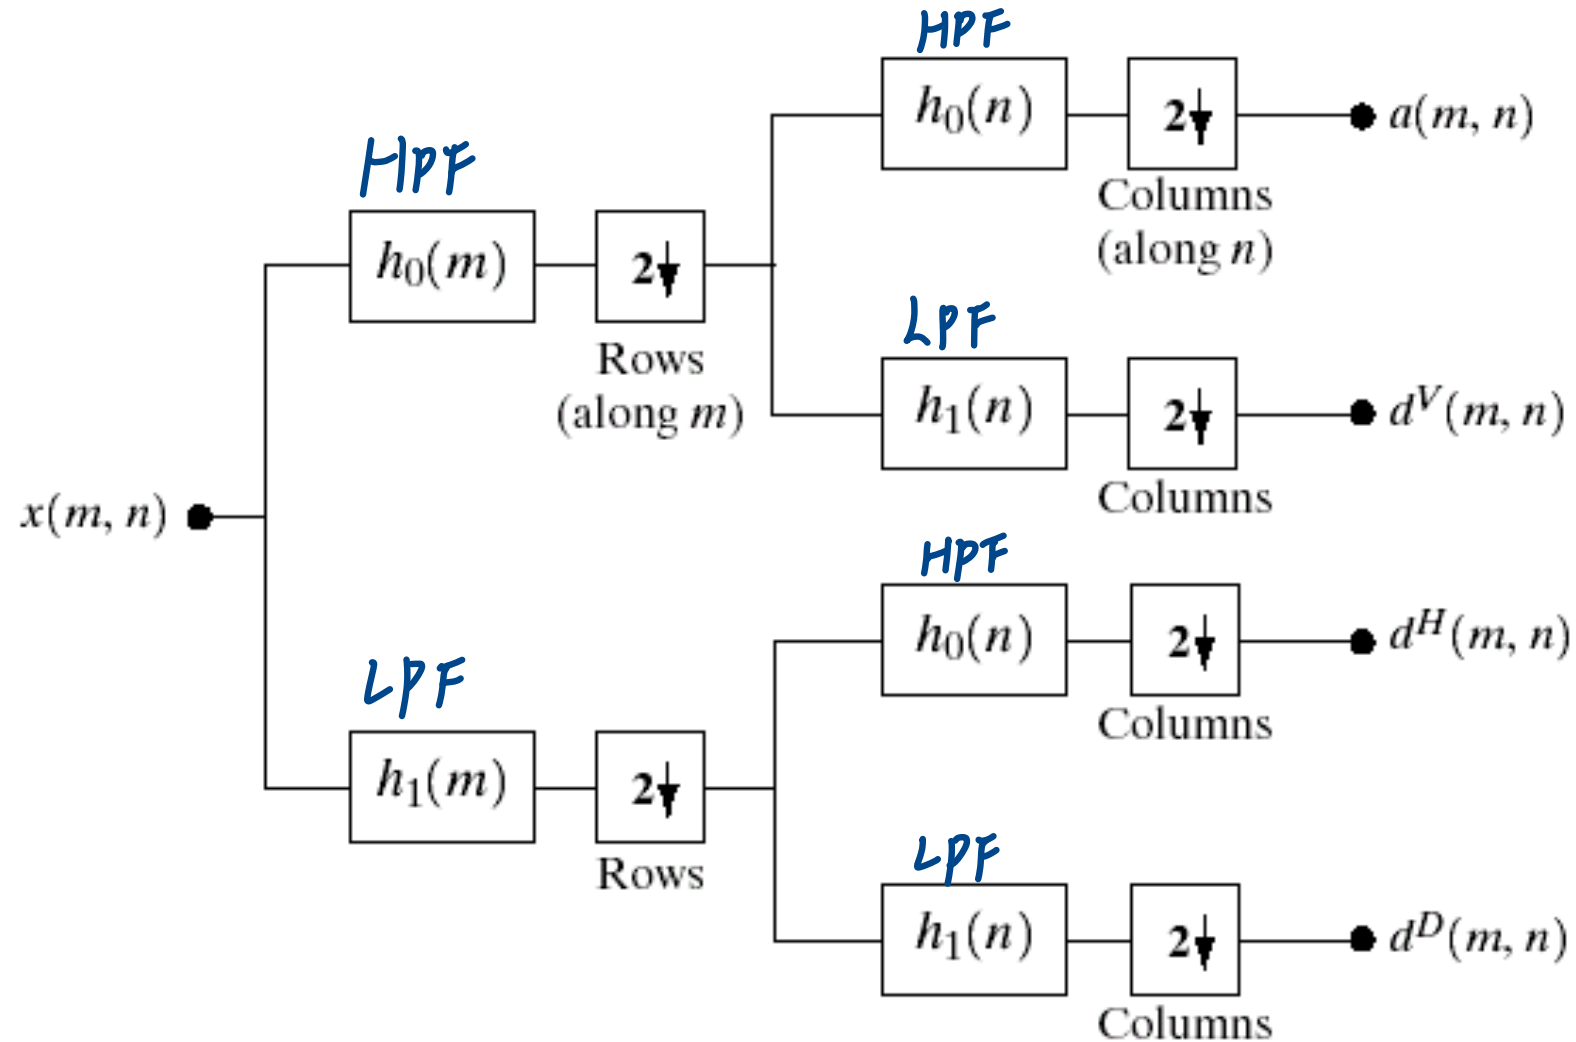 HPF
h₀(n)
2↓
a(m, n)
Columns
(along n)
HPF
h₀(m)
2↓
Rows
(along m)
LPF
h₁(n)
2↓
dⱽ(m, n)
Columns
x(m, n)
HPF
h₀(n)
2↓
dᴴ(m, n)
Columns
LPF
h₁(m)
2↓
Rows
LPF
h₁(n)
2↓
dᴰ(m, n)
Columns